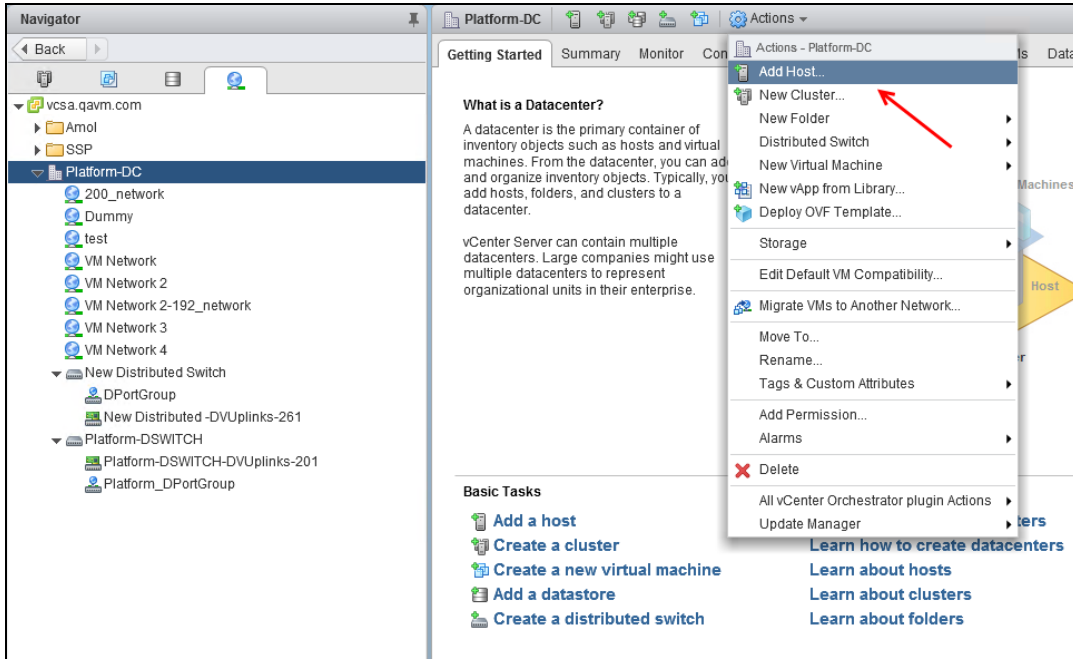 Navigator
Back
vcsa.qavm.com
Amol
SSP
Platform-DC
200_network
Dummy
test
VM Network
VM Network 2
VM Network 2-192_network
VM Network 3
VM Network 4
New Distributed Switch
DPortGroup
New Distributed -DVUplinks-261
Platform-DSWITCH
Platform-DSWITCH-DVUplinks-201
Platform_DPortGroup
Platform-DC Actions
Getting Started Summary Monitor Con
What is a Datacenter?
A datacenter is the primary container of
inventory objects such as hosts and virtual
machines. From the datacenter, you can ad
and organize inventory objects. Typically, you
add hosts, folders, and clusters to a
datacenter.
vCenter Server can contain multiple
datacenters. Large companies might use
multiple datacenters to represent
organizational units in their enterprise.
Actions - Platform-DC
Add Host...
New Cluster...
New Folder
Distributed Switch
New Virtual Machine
New vApp from Library...
Deploy OVF Template...
Storage
Edit Default VM Compatibility...
Migrate VMs to Another Network...
Move To...
Rename...
Tags & Custom Attributes
Add Permission...
Alarms
Delete
All vCenter Orchestrator plugin Actions
Update Manager
Ms Data
Machines
Host
er
Basic Tasks
Add a host
Create a cluster
Create a new virtual machine
Add a datastore
Create a distributed switch
ters
Learn how to create datacenters
Learn about hosts
Learn about clusters
Learn about folders